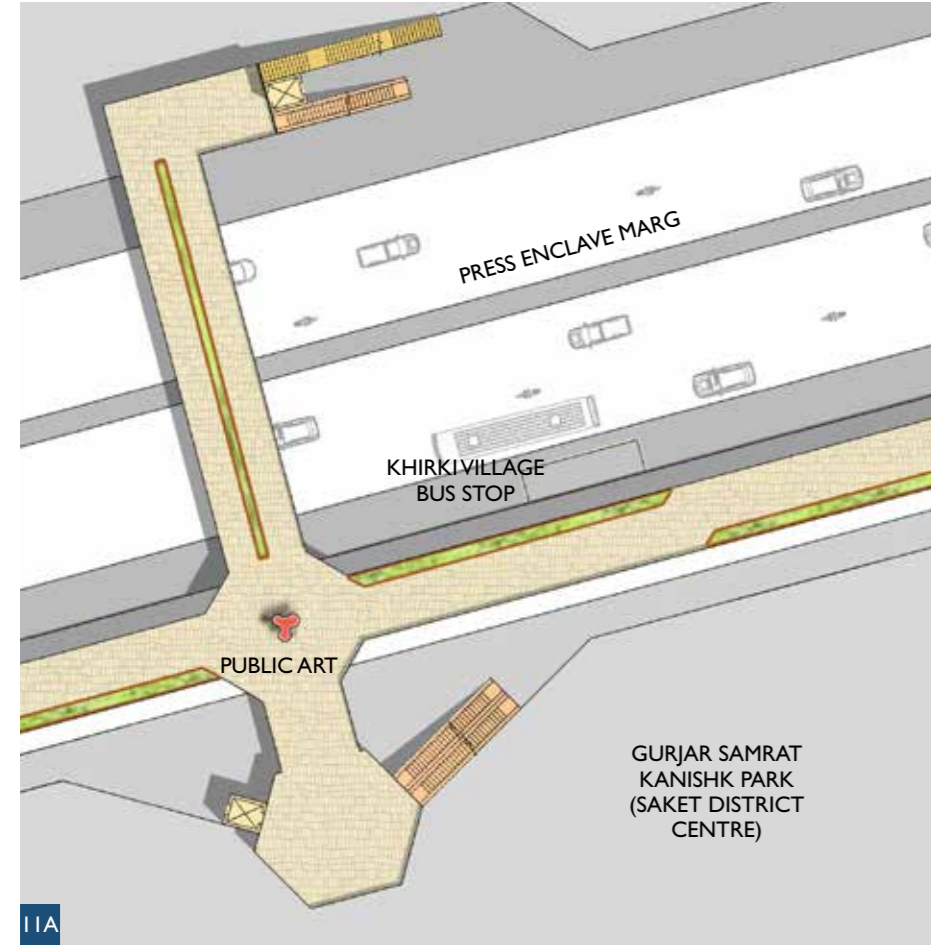 PRESS ENCLAVE MARG
KHIRKI VILLAGE
BUS STOP
PUBLIC ART
GURJAR SAMRAT
KANISHK PARK
(SAKET DISTRICT
CENTRE)
11A